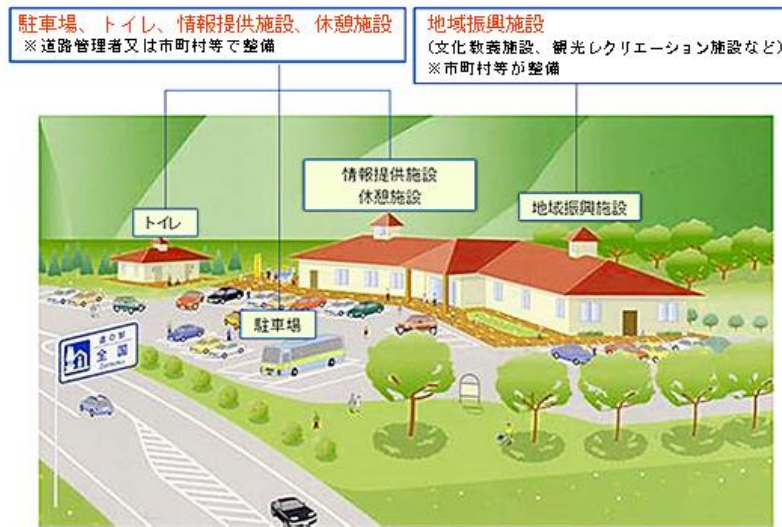 駐車場、トイレ、情報提供施設、休憩施設
※道路管理者又は市町村等で整備
地域振興施設
(文化教養施設、観光レクリエーション施設など)
※市町村等が整備
情報提供施設
休憩施設
トイレ
地域振興施設
駐車場
道の駅
全国